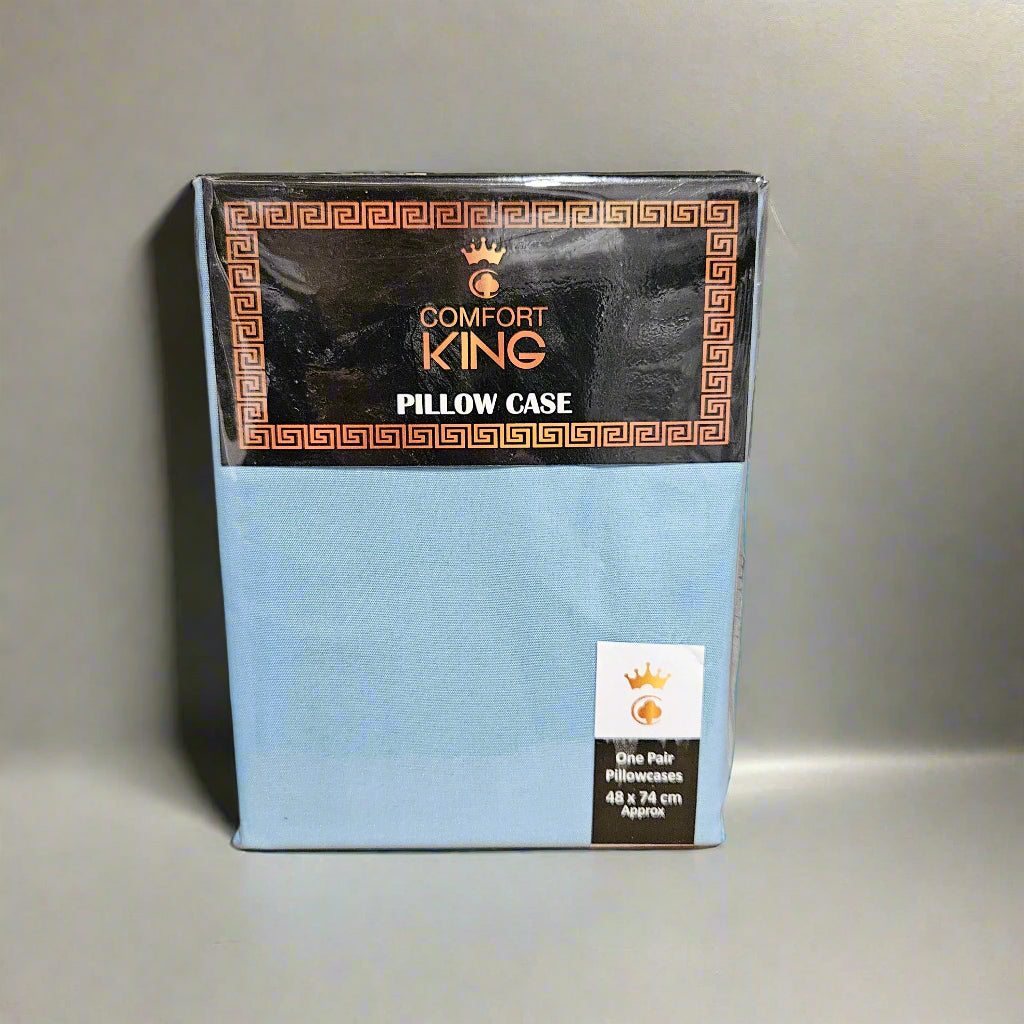 COMFORT
KING
PILLOW CASE
One Pair
Pillowcases
48 x 74 cm
Approx